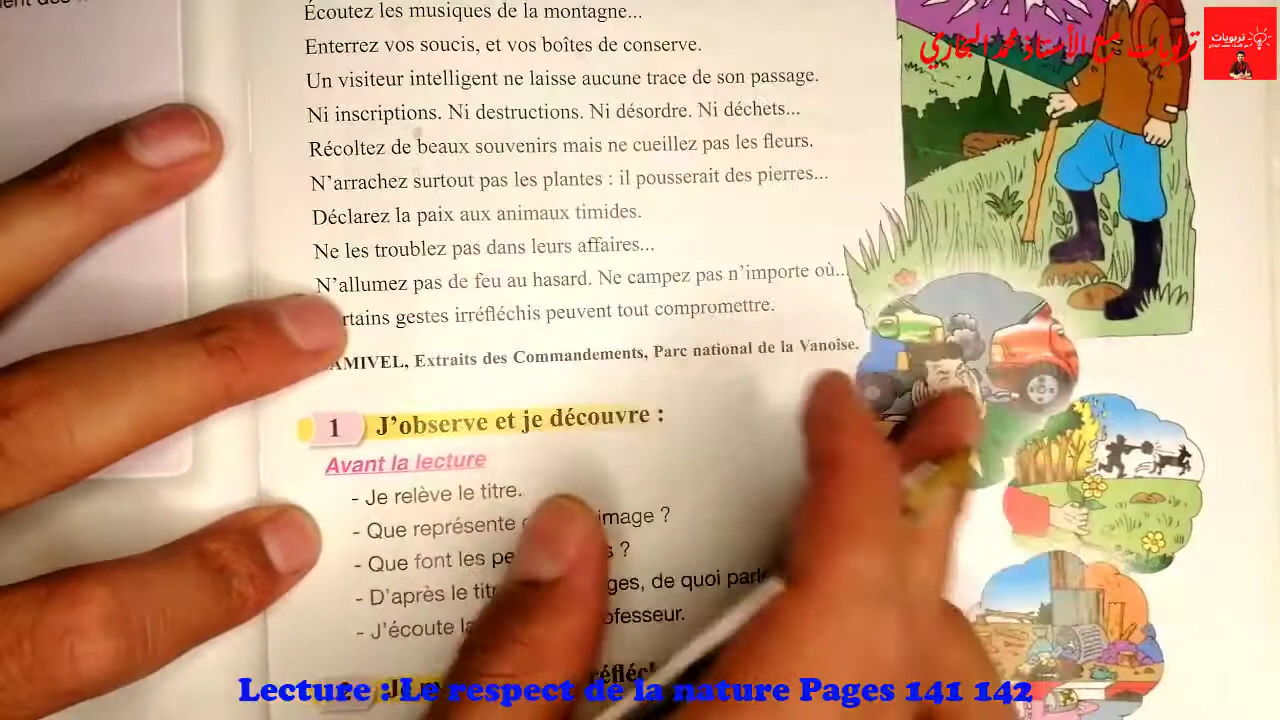 Écoutez les musiques de la montagne...
Enterrez vos soucis, et vos boîtes de conserve.
Un visiteur intelligent ne laisse aucune trace de son passage.
Ni inscriptions. Ni destructions. Ni désordre. Ni déchets...
Récoltez de beaux souvenirs mais ne cueillez pas les fleurs.
N'arrachez surtout pas les plantes : il pousserait des pierres...
Déclarez la paix aux animaux timides.
Ne les troublez pas dans leurs affaires...
N'allumez pas de feu au hasard. Ne campez pas n'importe où...
rtains gestes irréfléchis peuvent tout compromettre.
AMIVEL, Extraits des Commandements, Parc national de la Vanoise.
1 J'observe et je découvre :
Avant la lecture
- Je relève le titre.
- Que représente image ?
- Que font les pe s ?
- D'après le tit ges, de quoi parle
- J'écoute la ofesseur.
réfléc
Lecture : Le respect de la nature Pages 141 142
تربويات مع الأستاذ محمد البخاري
تربويات